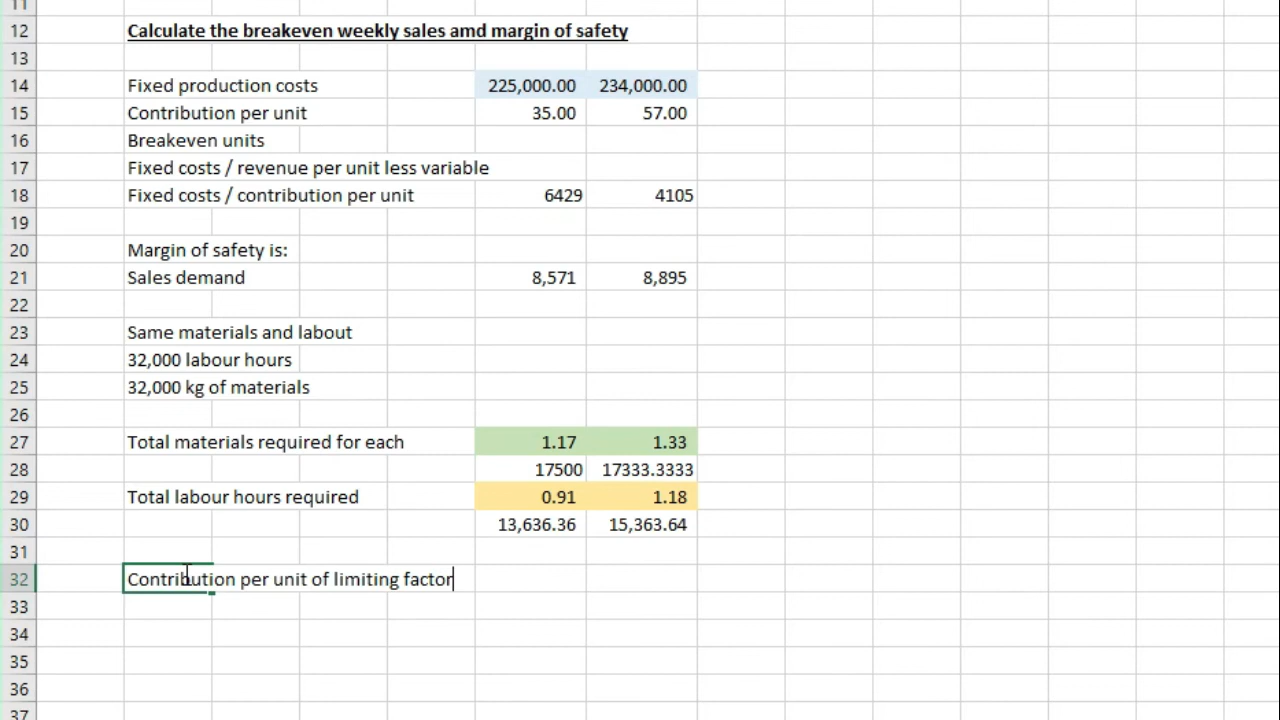 11
12 Calculate the breakeven weekly sales amd margin of safety
13
14 Fixed production costs 225,000.00 234,000.00
15 Contribution per unit 35.00 57.00
16 Breakeven units
17 Fixed costs / revenue per unit less variable
18 Fixed costs / contribution per unit 6429 4105
19
20 Margin of safety is:
21 Sales demand 8,571 8,895
22
23 Same materials and labout
24 32,000 labour hours
25 32,000 kg of materials
26
27 Total materials required for each 1.17 1.33
28 17500 17333.3333
29 Total labour hours required 0.91 1.18
30 13,636.36 15,363.64
31
32 Contribution per unit of limiting factor
33
34
35
36
37